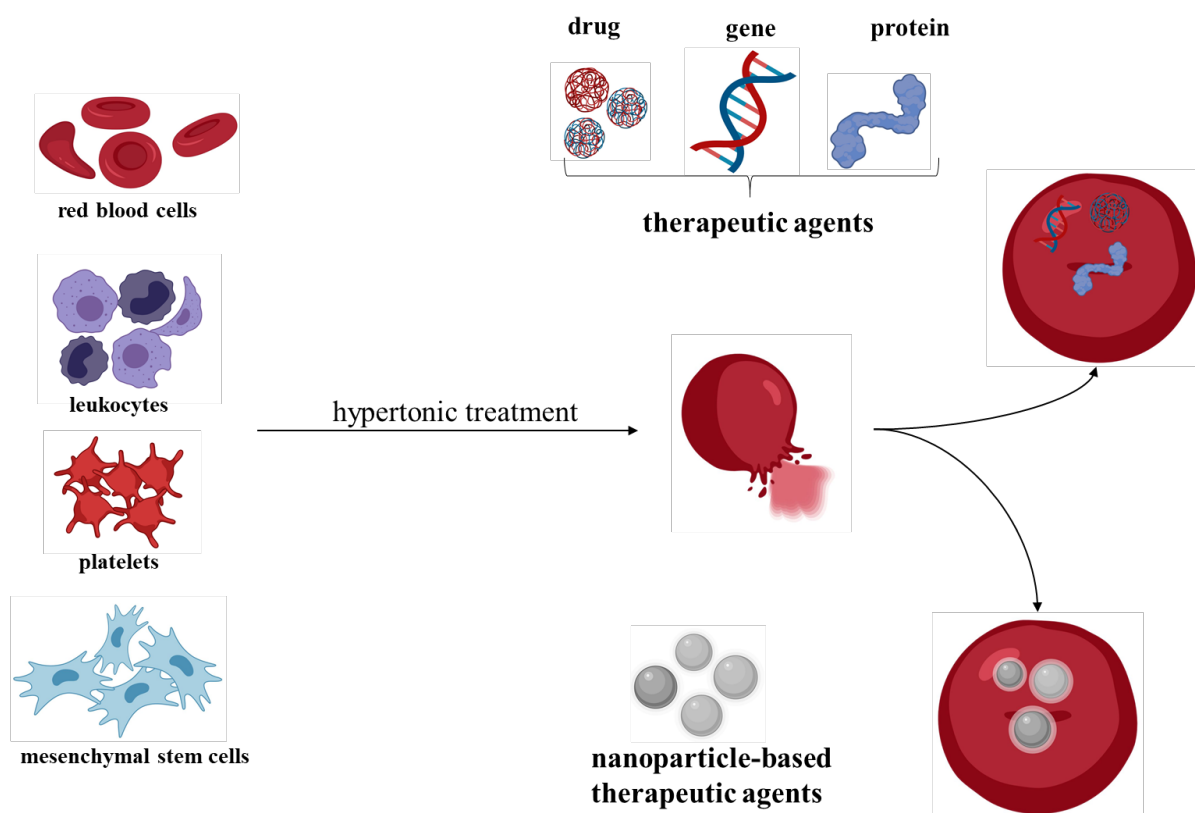 drug
gene
protein
therapeutic agents
red blood cells
leukocytes
platelets
mesenchymal stem cells
hypertonic treatment
nanoparticle-based
therapeutic agents